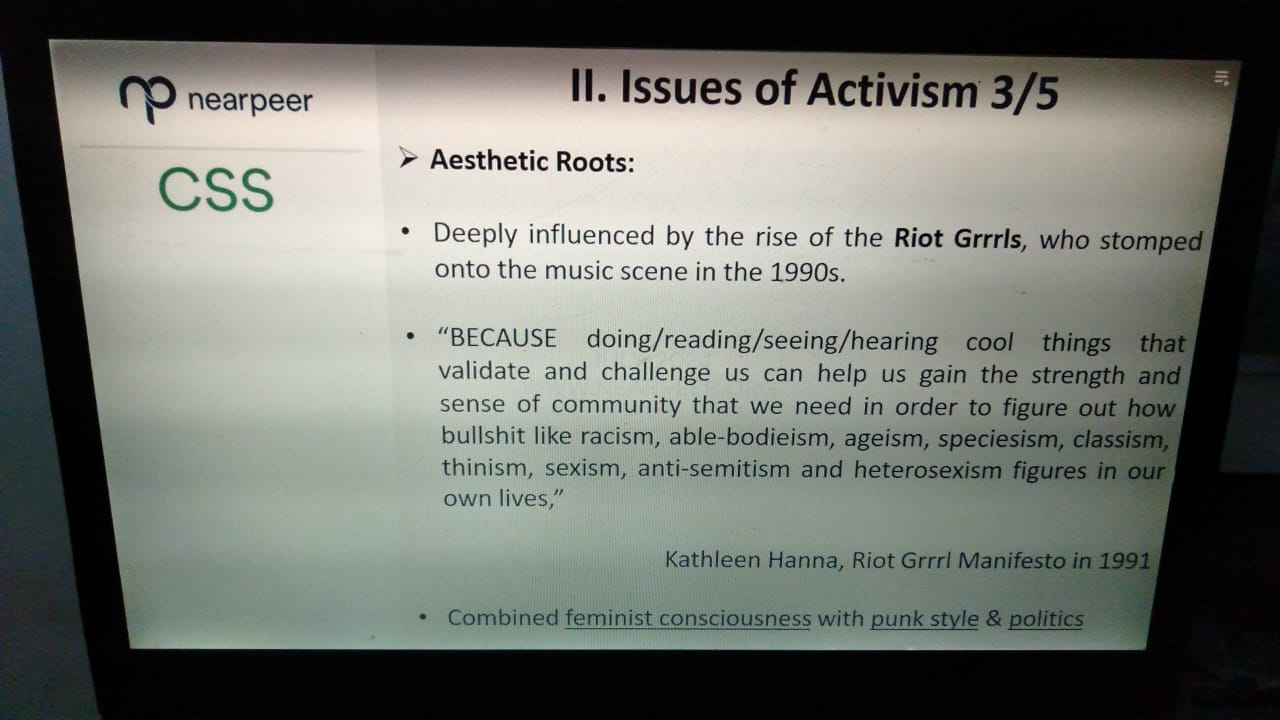 nearpeer
CSS
II. Issues of Activism 3/5
➢ Aesthetic Roots:
• Deeply influenced by the rise of the Riot Grrrls, who stomped
onto the music scene in the 1990s.
• “BECAUSE doing/reading/seeing/hearing cool things that
validate and challenge us can help us gain the strength and
sense of community that we need in order to figure out how
bullshit like racism, able-bodieism, ageism, speciesism, classism,
thinism, sexism, anti-semitism and heterosexism figures in our
own lives,”
Kathleen Hanna, Riot Grrrl Manifesto in 1991
• Combined feminist consciousness with punk style & politics